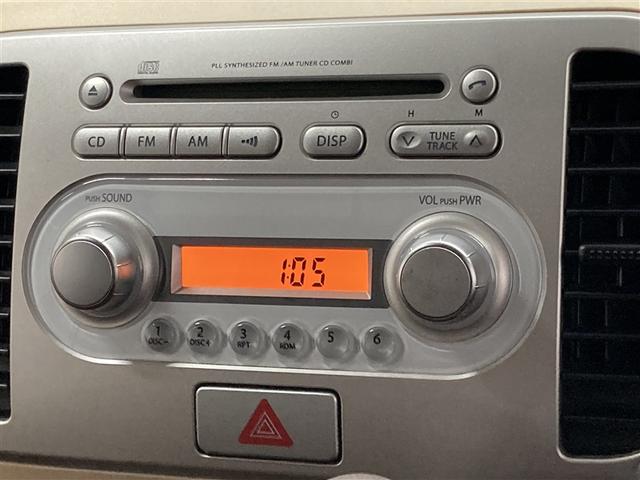 PLL SYNTHESIZED FM / AM TUNER CD COMBI
CD FM AM DISP H M TUNE TRACK
PUSH SOUND
VOL PUSH PWR
1:05
1 2 3 4 5 6
DISC- DISC+ RPT RDM